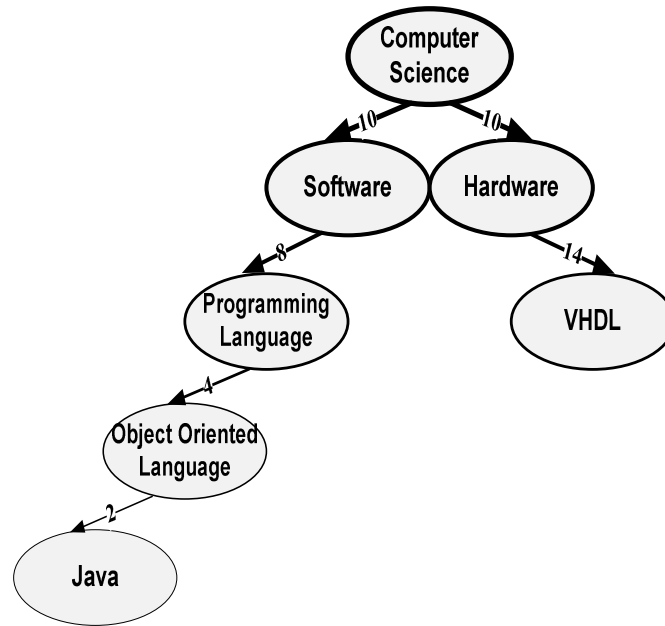 Computer
Science
10
10
Software
Hardware
8
14
Programming
Language
VHDL
4
Object Oriented
Language
2
Java